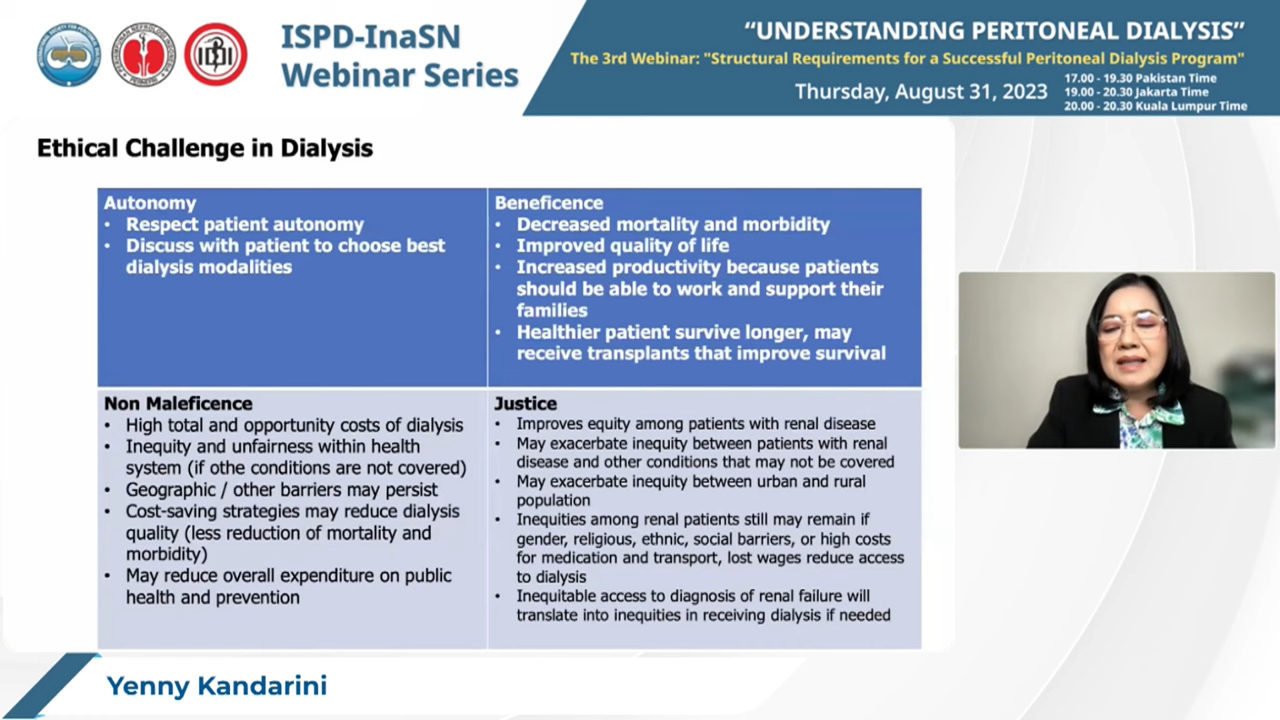 ISPD-InaSN
Webinar Series
“UNDERSTANDING PERITONEAL DIALYSIS”
The 3rd Webinar: "Structural Requirements for a Successful Peritoneal Dialysis Program"
Thursday, August 31, 2023
17.00 - 19.30 Pakistan Time
19.00 - 20.30 Jakarta Time
20.00 - 20.30 Kuala Lumpur Time
Ethical Challenge in Dialysis
Autonomy
• Respect patient autonomy
• Discuss with patient to choose best
dialysis modalities
Beneficence
• Decreased mortality and morbidity
• Improved quality of life
• Increased productivity because patients
should be able to work and support their
families
• Healthier patient survive longer, may
receive transplants that improve survival
Non Maleficence
• High total and opportunity costs of dialysis
• Inequity and unfairness within health
system (if othe conditions are not covered)
• Geographic / other barriers may persist
• Cost-saving strategies may reduce dialysis
quality (less reduction of mortality and
morbidity)
• May reduce overall expenditure on public
health and prevention
Justice
• Improves equity among patients with renal disease
• May exacerbate inequity between patients with renal
disease and other conditions that may not be covered
• May exacerbate inequity between urban and rural
population
• Inequities among renal patients still may remain if
gender, religious, ethnic, social barriers, or high costs
for medication and transport, lost wages reduce access
to dialysis
• Inequitable access to diagnosis of renal failure will
translate into inequities in receiving dialysis if needed
Yenny Kandarini